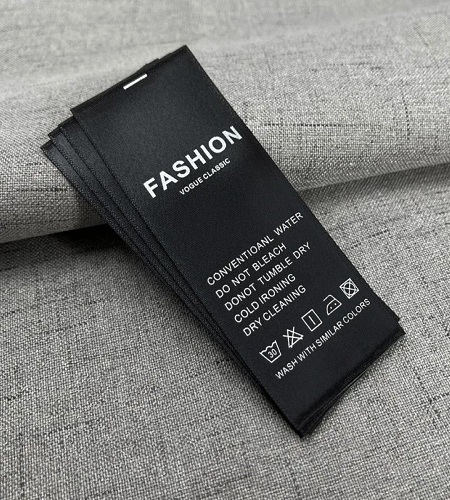 FASHION
VOGUE CLASSIC
CONVENTIOANL WATER
DO NOT BLEACH
DONOT TUMBLE DRY
COLD.IRONING
DRY CLEANING
30
WASH WITH SIMILAR COLORS